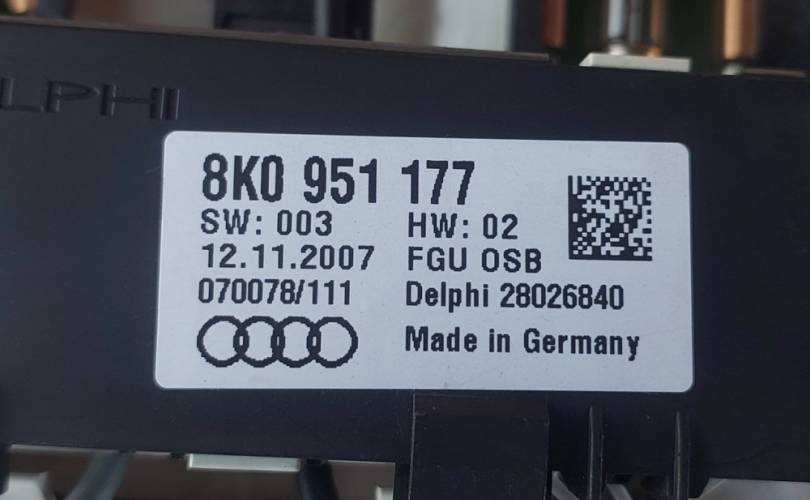 LPHI
8K0 951 177
SW: 003 HW: 02
12.11.2007 FGU OSB
070078/111 Delphi 28026840
Made in Germany